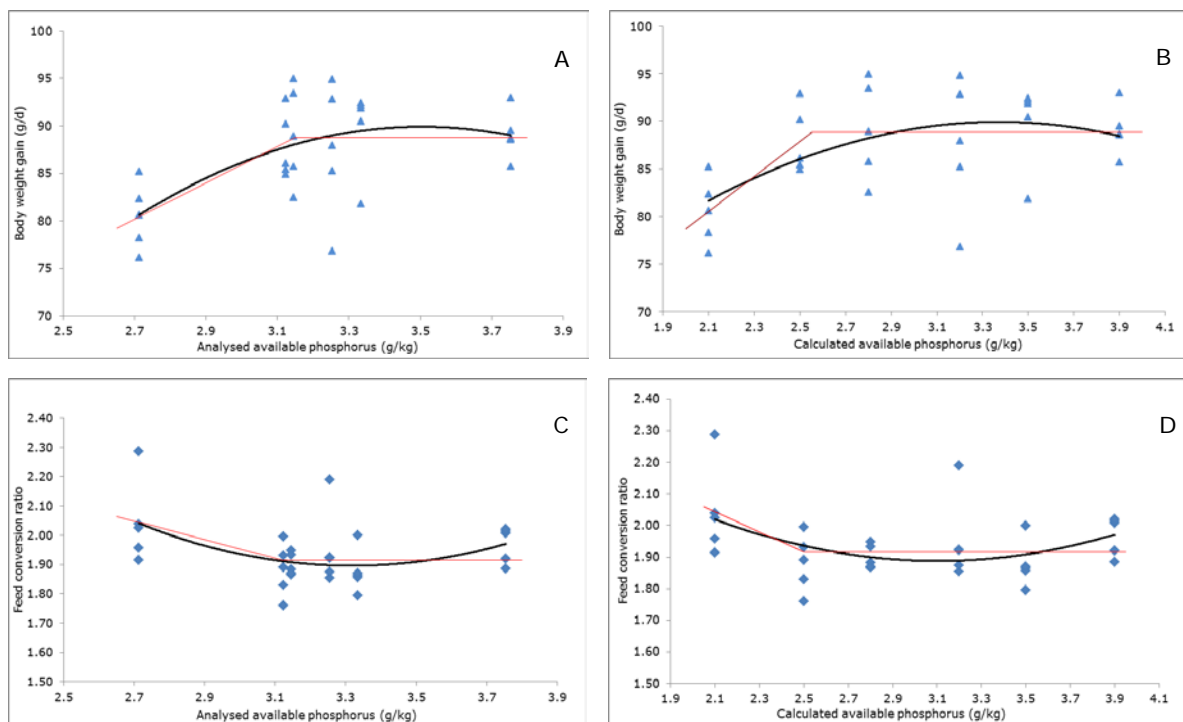 A
Body weight gain (g/d)
100
95
90
85
80
75
70
2.5 2.7 2.9 3.1 3.3 3.5 3.7 3.9
Analysed available phosphorus (g/kg)
B
Body weight gain (g/d)
100
95
90
85
80
75
70
1.9 2.1 2.3 2.5 2.7 2.9 3.1 3.3 3.5 3.7 3.9 4.1
Calculated available phosphorus (g/kg)
C
Feed conversion ratio
2.40
2.30
2.20
2.10
2.00
1.90
1.80
1.70
1.60
1.50
2.5 2.7 2.9 3.1 3.3 3.5 3.7 3.9
Analysed available phosphorus (g/kg)
D
Feed conversion ratio
2.40
2.30
2.20
2.10
2.00
1.90
1.80
1.70
1.60
1.50
1.9 2.1 2.3 2.5 2.7 2.9 3.1 3.3 3.5 3.7 3.9 4.1
Calculated available phosphorus (g/kg)